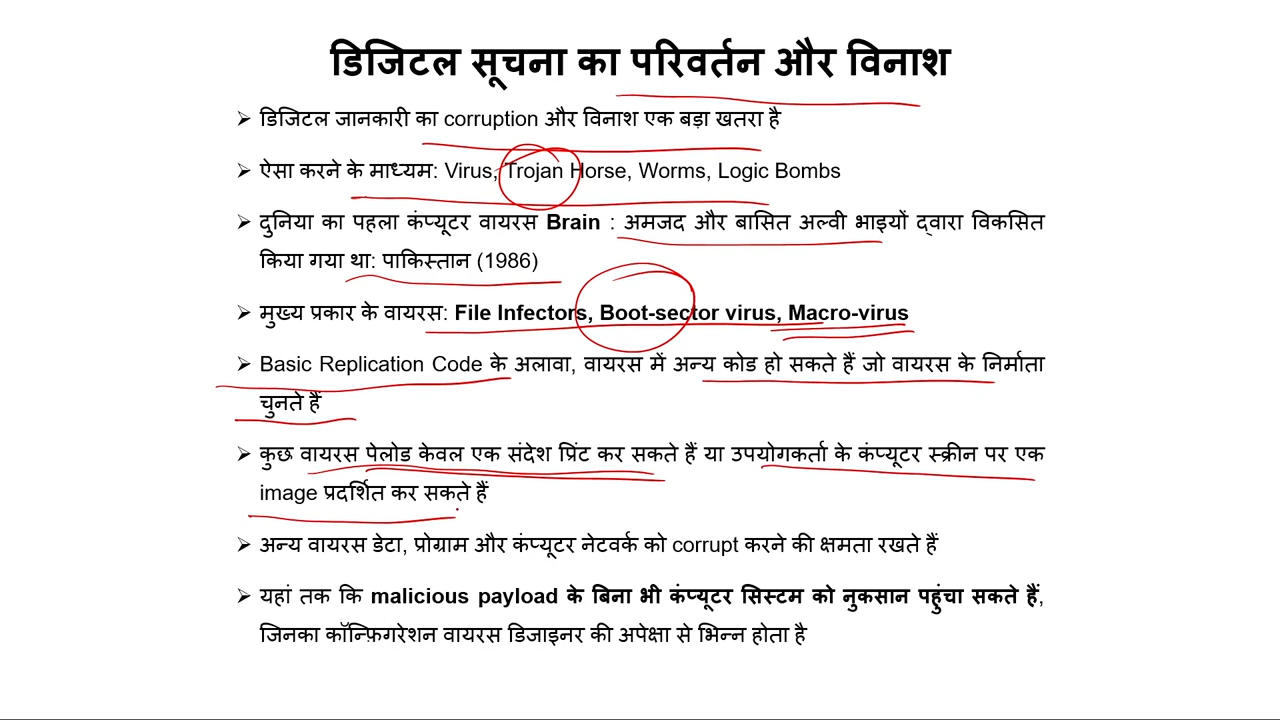 डिजिटल सूचना का परिवर्तन और विनाश
➢ डिजिटल जानकारी का corruption और विनाश एक बड़ा खतरा है
➢ ऐसा करने के माध्यम: Virus, Trojan Horse, Worms, Logic Bombs
➢ दुनिया का पहला कंप्यूटर वायरस Brain : अमजद और बासित अल्वी भाइयों द्वारा विकसित
किया गया था: पाकिस्तान (1986)
➢ मुख्य प्रकार के वायरस: File Infectors, Boot-sector virus, Macro-virus
➢ Basic Replication Code के अलावा, वायरस में अन्य कोड हो सकते हैं जो वायरस के निर्माता
चुनते हैं
➢ कुछ वायरस पेलोड केवल एक संदेश प्रिंट कर सकते हैं या उपयोगकर्ता के कंप्यूटर स्क्रीन पर एक
image प्रदर्शित कर सकते हैं
➢ अन्य वायरस डेटा, प्रोग्राम और कंप्यूटर नेटवर्क को corrupt करने की क्षमता रखते हैं
➢ यहां तक कि malicious payload के बिना भी कंप्यूटर सिस्टम को नुकसान पहुंचा सकते हैं,
जिनका कॉन्फ़िगरेशन वायरस डिजाइनर की अपेक्षा से भिन्न होता है